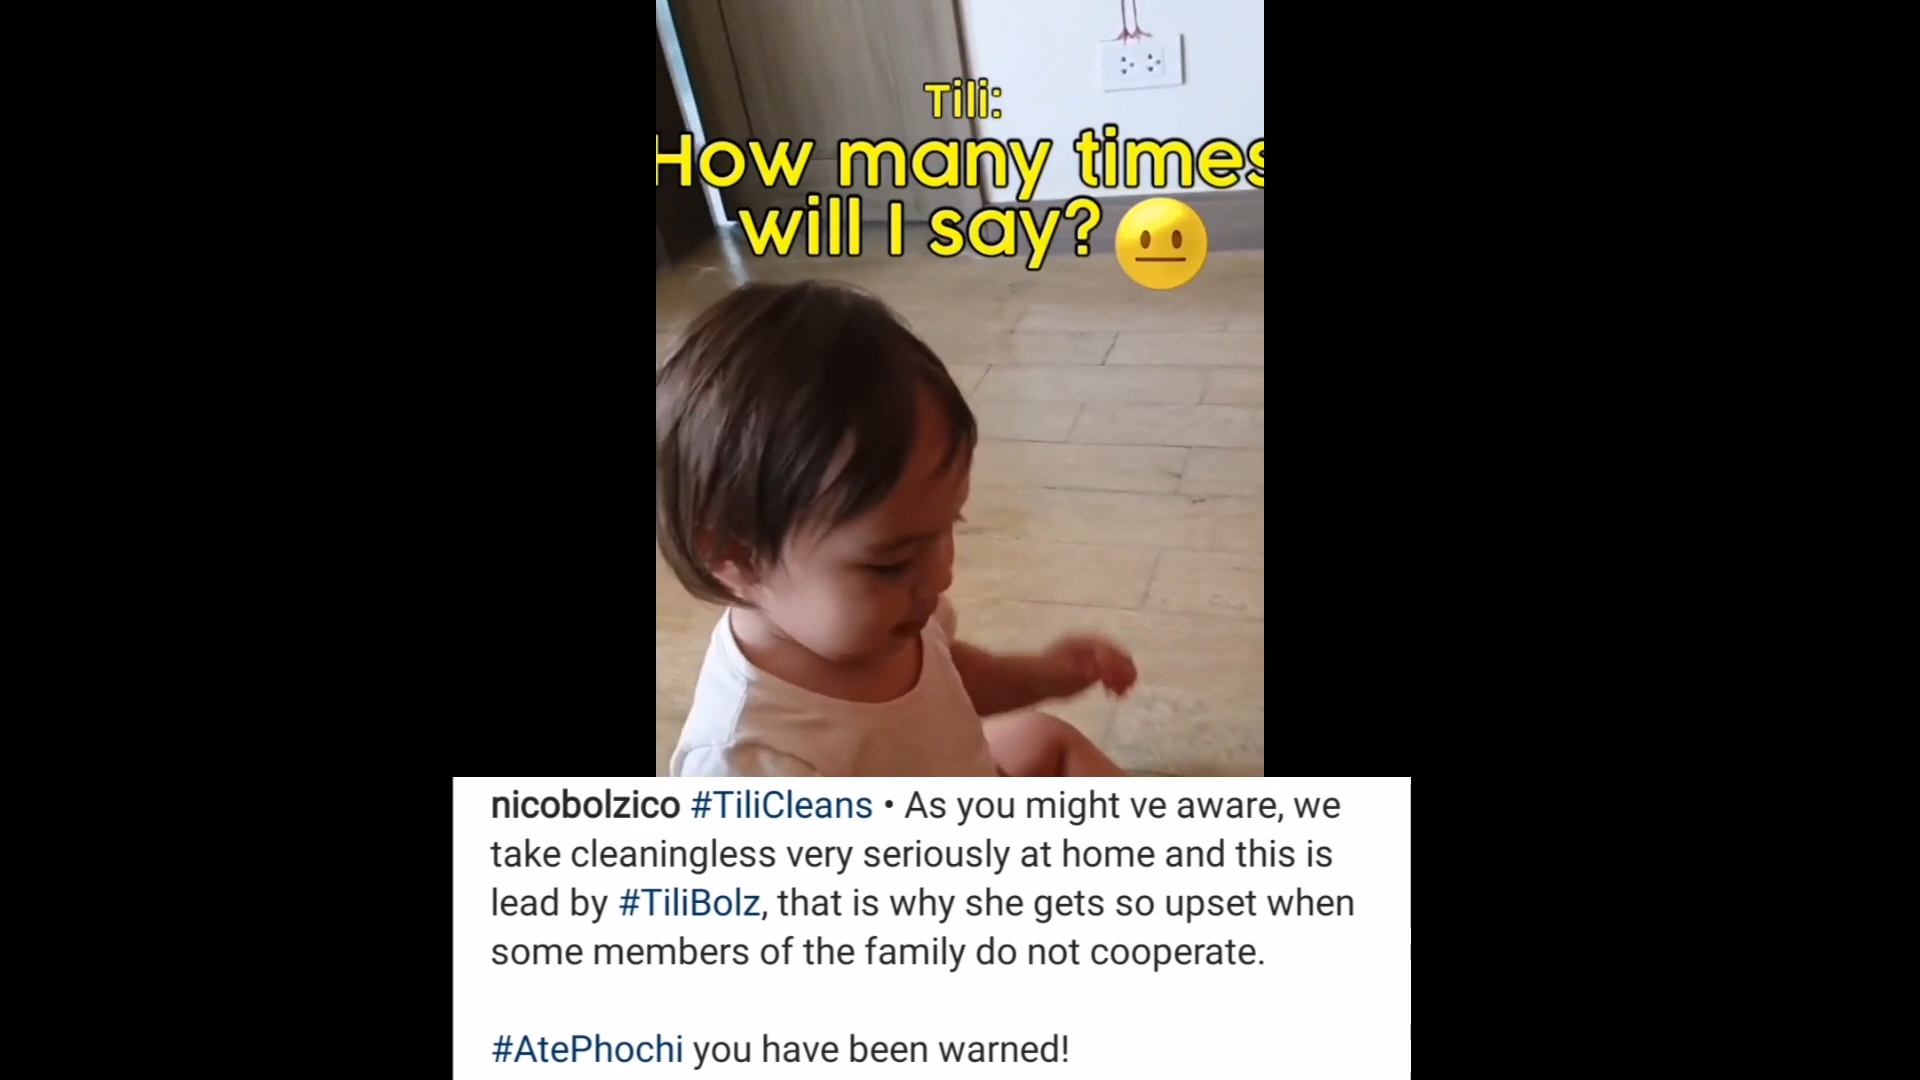 Tili:
How many times
will I say?
nicobolzico #TiliCleans • As you might ve aware, we
take cleaningless very seriously at home and this is
lead by #TiliBolz, that is why she gets so upset when
some members of the family do not cooperate.
#AtePhochi you have been warned!